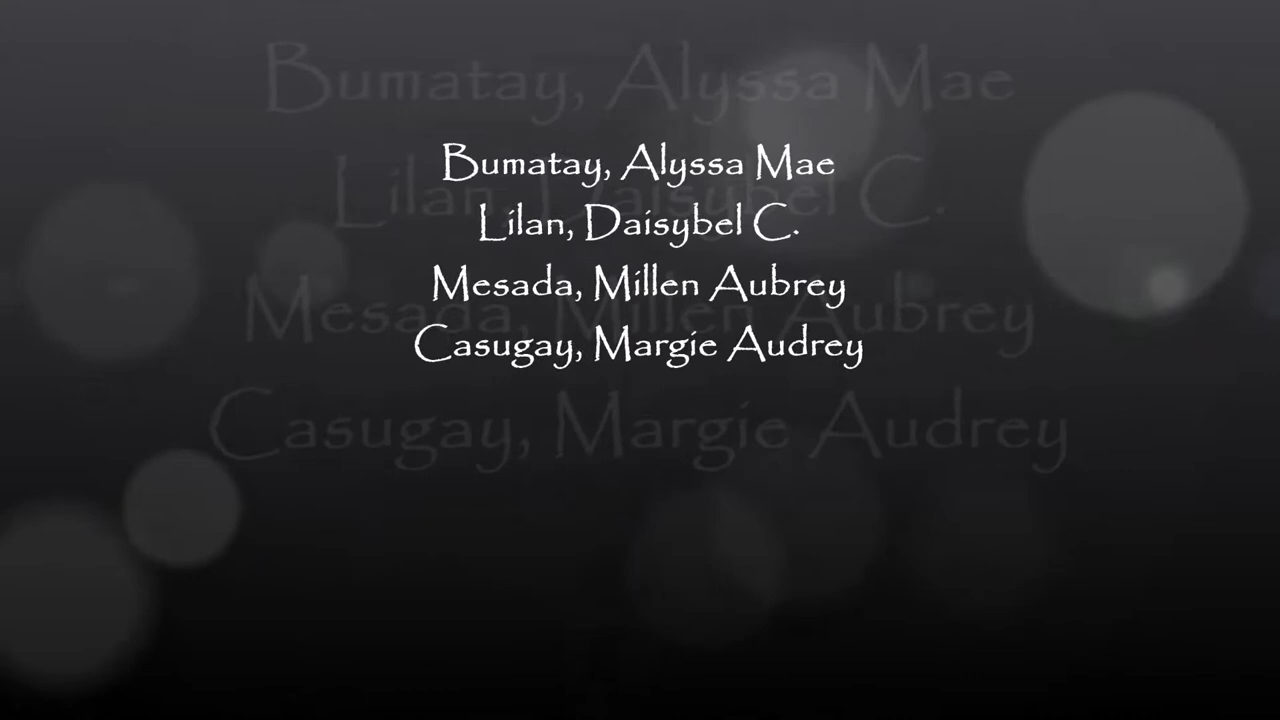 Bumatay, Alyssa Mae
Lilan, Daisybel C.
Mesada, Millen Aubrey
Casugay, Margie Audrey